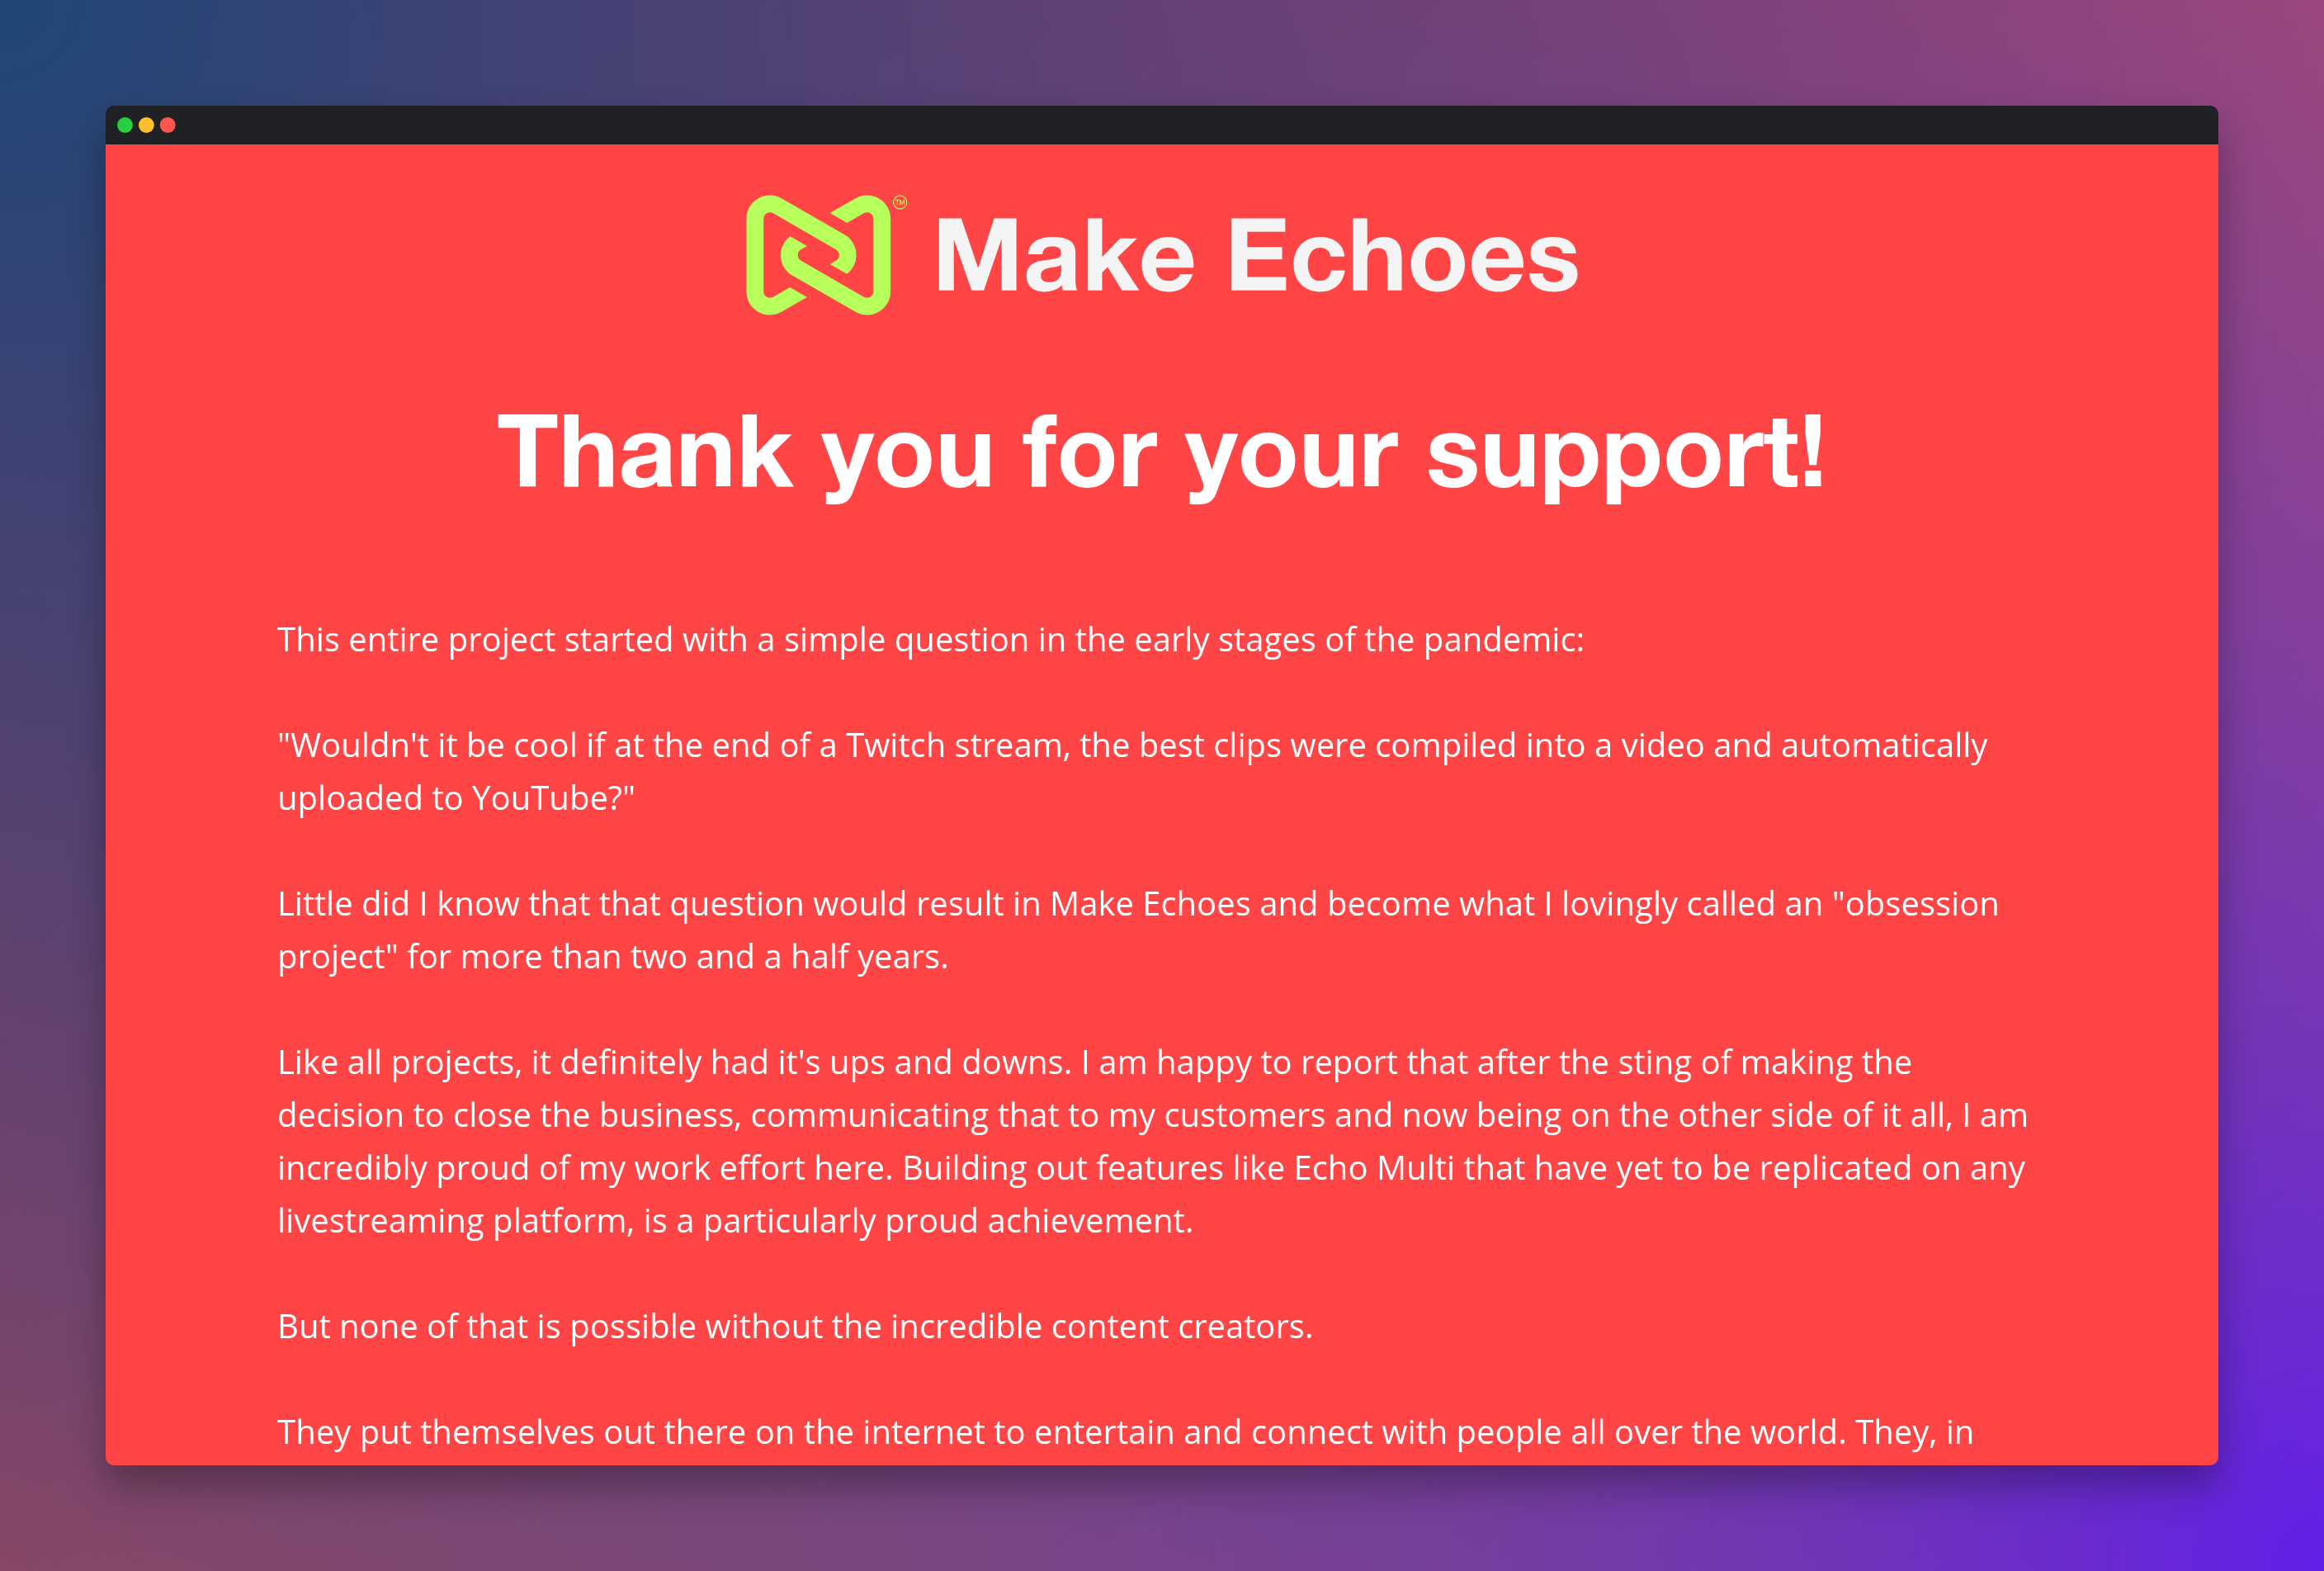 TM
Make Echoes
Thank you for your support!
This entire project started with a simple question in the early stages of the pandemic:
"Wouldn't it be cool if at the end of a Twitch stream, the best clips were compiled into a video and automatically
uploaded to YouTube?"
Little did I know that that question would result in Make Echoes and become what I lovingly called an "obsession
project" for more than two and a half years.
Like all projects, it definitely had it's ups and downs. I am happy to report that after the sting of making the
decision to close the business, communicating that to my customers and now being on the other side of it all, I am
incredibly proud of my work effort here. Building out features like Echo Multi that have yet to be replicated on any
livestreaming platform, is a particularly proud achievement.
But none of that is possible without the incredible content creators.
They put themselves out there on the internet to entertain and connect with people all over the world. They, in